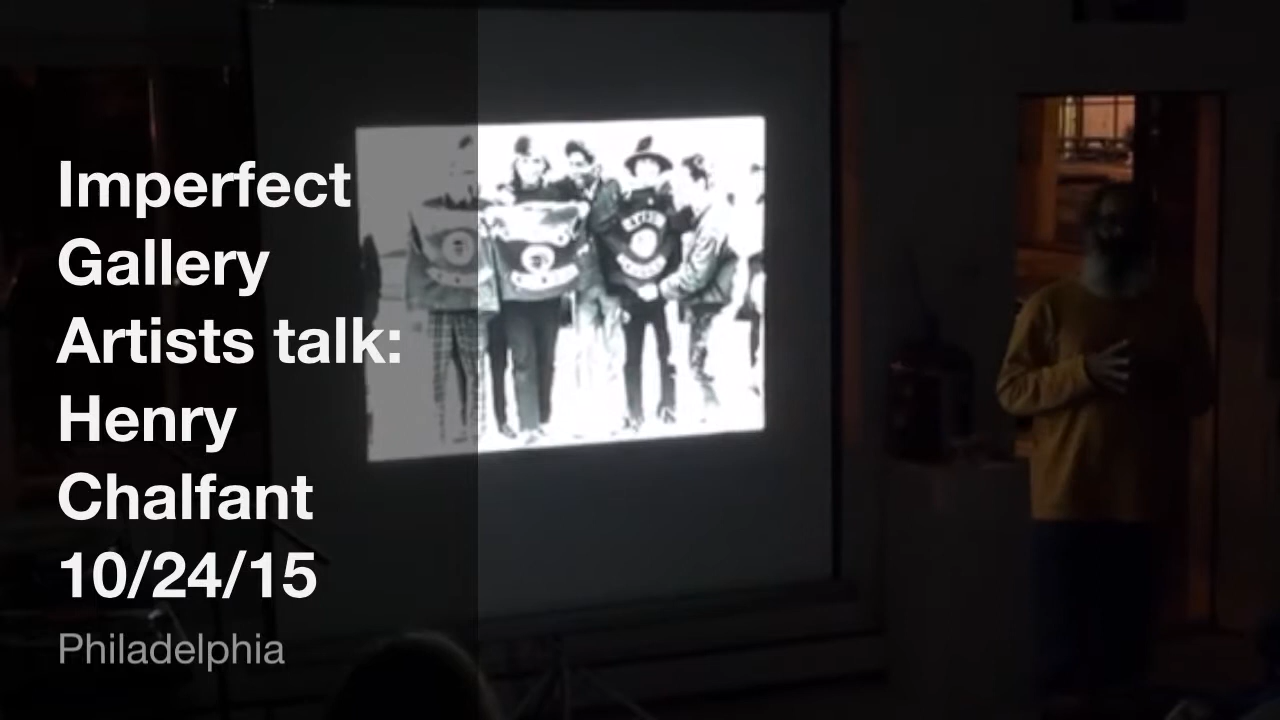 Imperfect
Gallery
Artists talk:
Henry
Chalfant
10/24/15
Philadelphia